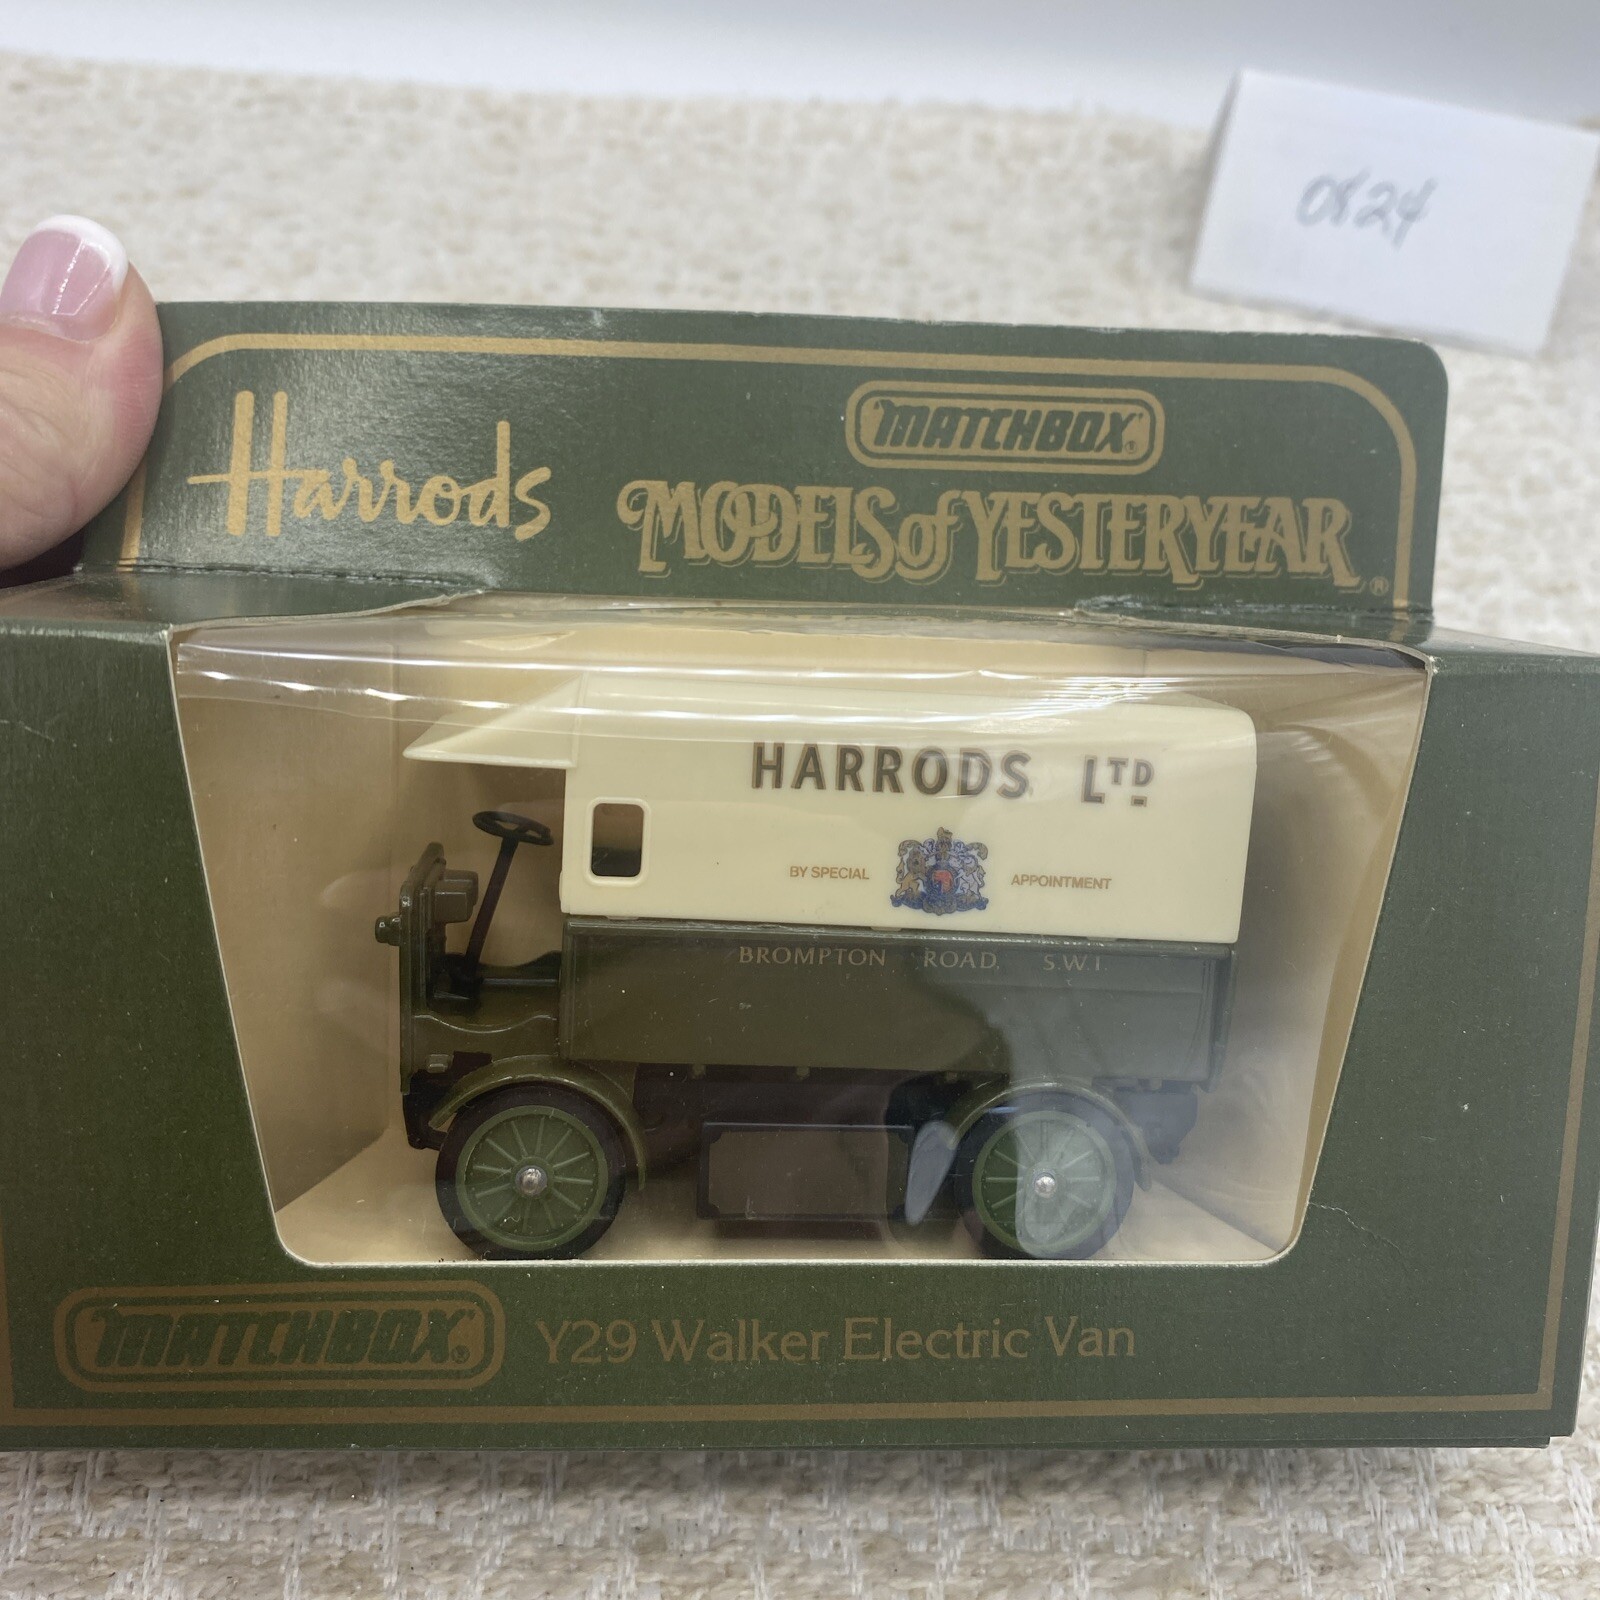 0824
Harrods
MATCHBOX®
MODELS of YESTERYEAR®
HARRODS LTD
BY SPECIAL APPOINTMENT
BROMPTON ROAD, S.W.1.
MATCHBOX® Y29 Walker Electric Van